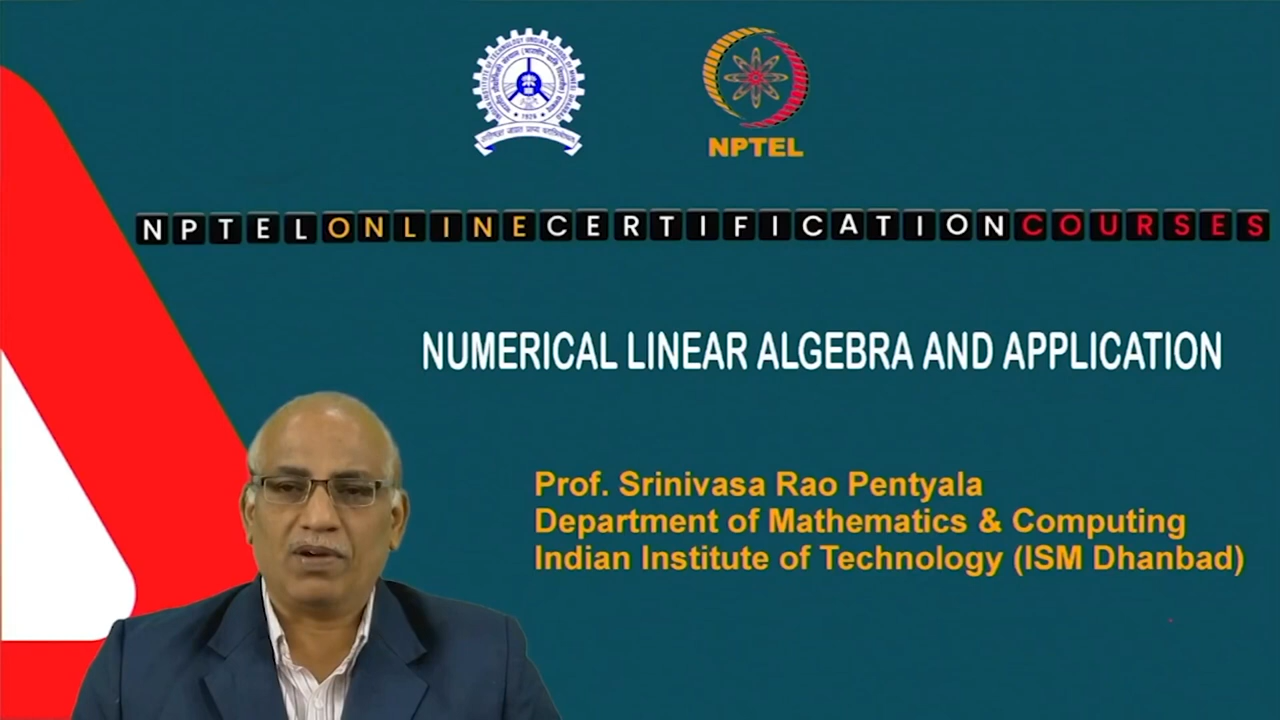 NPTEL
NPTEL ONLINE CERTIFICATION COURSES
NUMERICAL LINEAR ALGEBRA AND APPLICATION
Prof. Srinivasa Rao Pentyala
Department of Mathematics & Computing
Indian Institute of Technology (ISM Dhanbad)